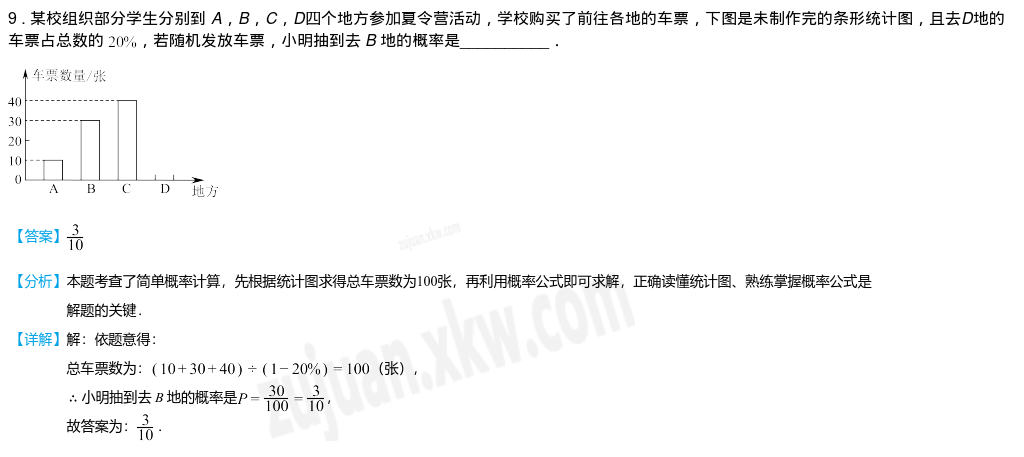 9．某校组织部分学生分别到 A，B，C，D四个地方参加夏令营活动，学校购买了前往各地的车票，下图是未制作完的条形统计图，且去D地的
车票占总数的 20%，若随机发放车票，小明抽到去 B 地的概率是___________．
车票数量/张
40
30
20
10
0
A B C D 地方
【答案】3/10
【分析】本题考查了简单概率计算，先根据统计图求得总车票数为100张，再利用概率公式即可求解，正确读懂统计图、熟练掌握概率公式是
解题的关键．
【详解】解：依题意得：
总车票数为：(10+30+40)÷(1−20%)=100（张），
∴小明抽到去 B 地的概率是P=30/100=3/10，
故答案为：3/10．
zujuan.xkw.com
zujuan.xkw.com